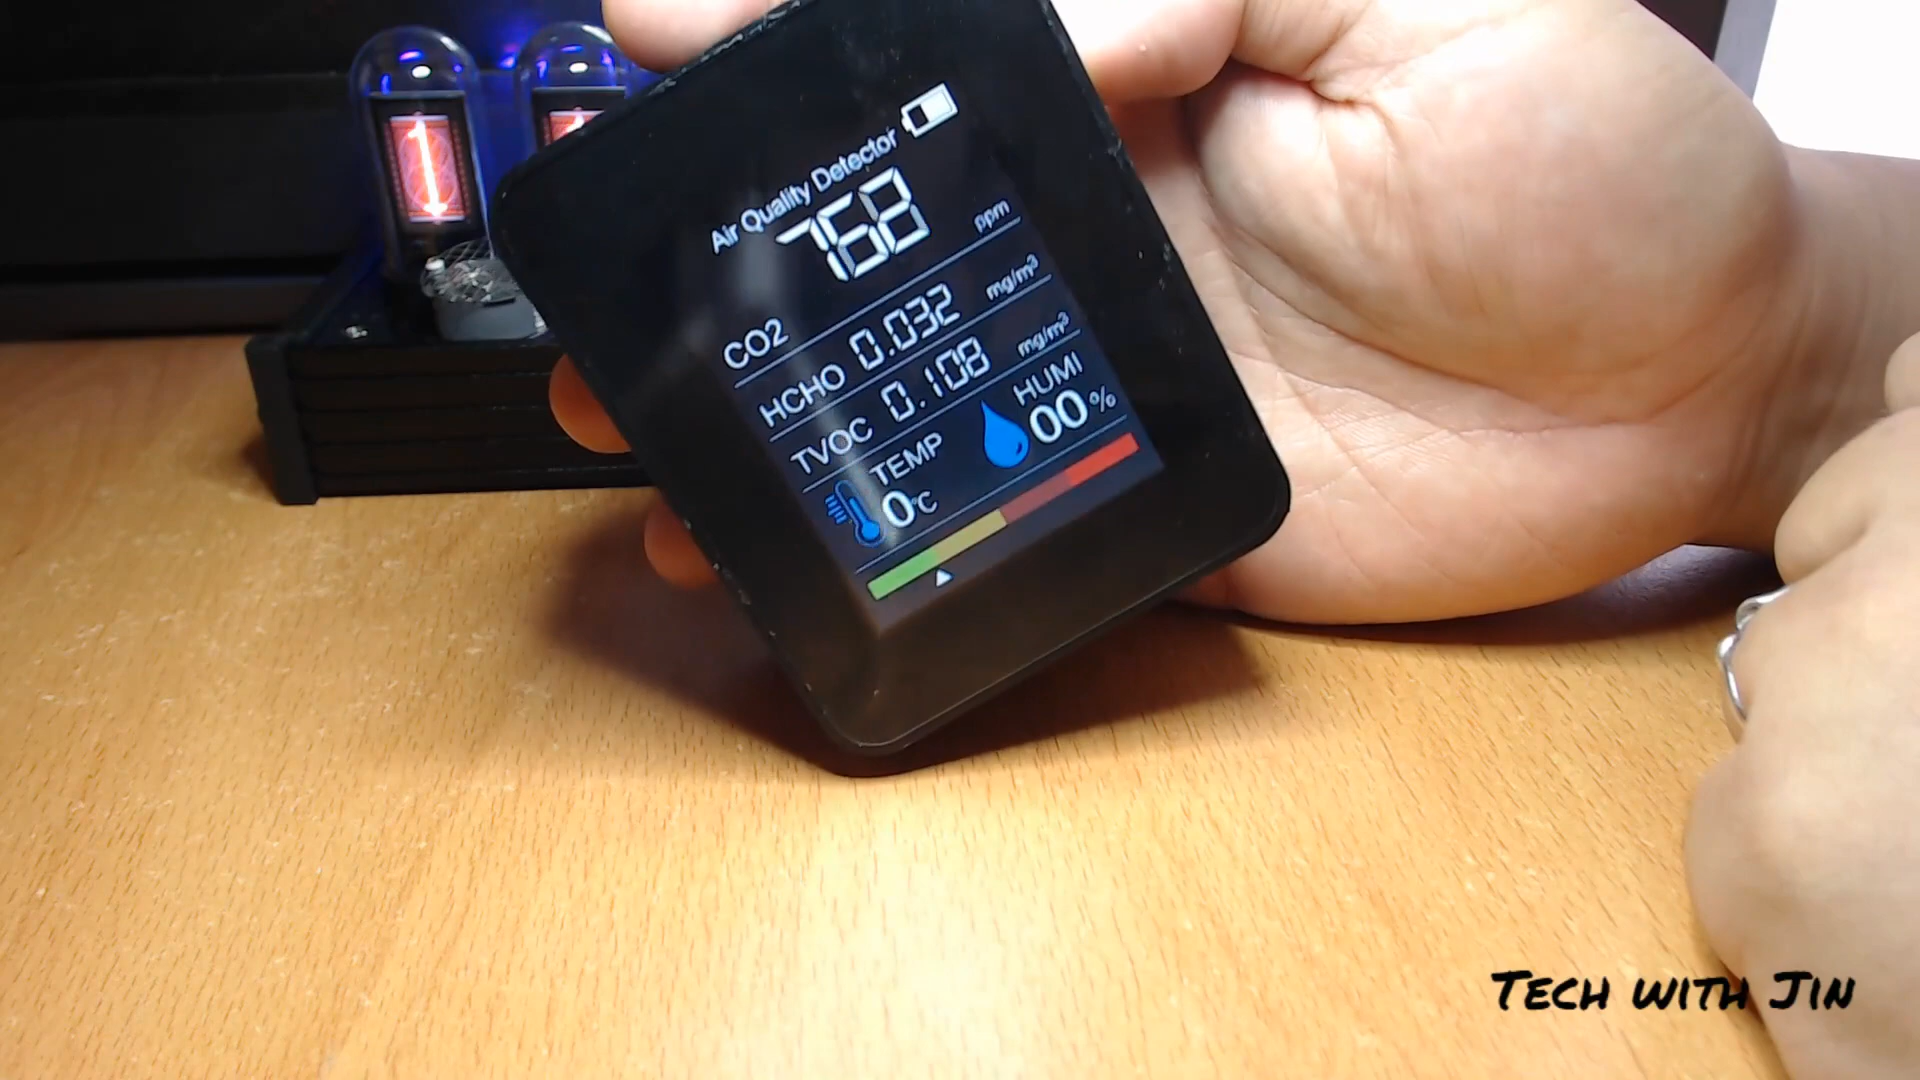 1
Air Quality Detector
768
ppm
CO2
HCHO 0.032 mg/m³
TVOC 0.108 mg/m³
TEMP
0°C
HUMI
00%
TECH WITH JIN